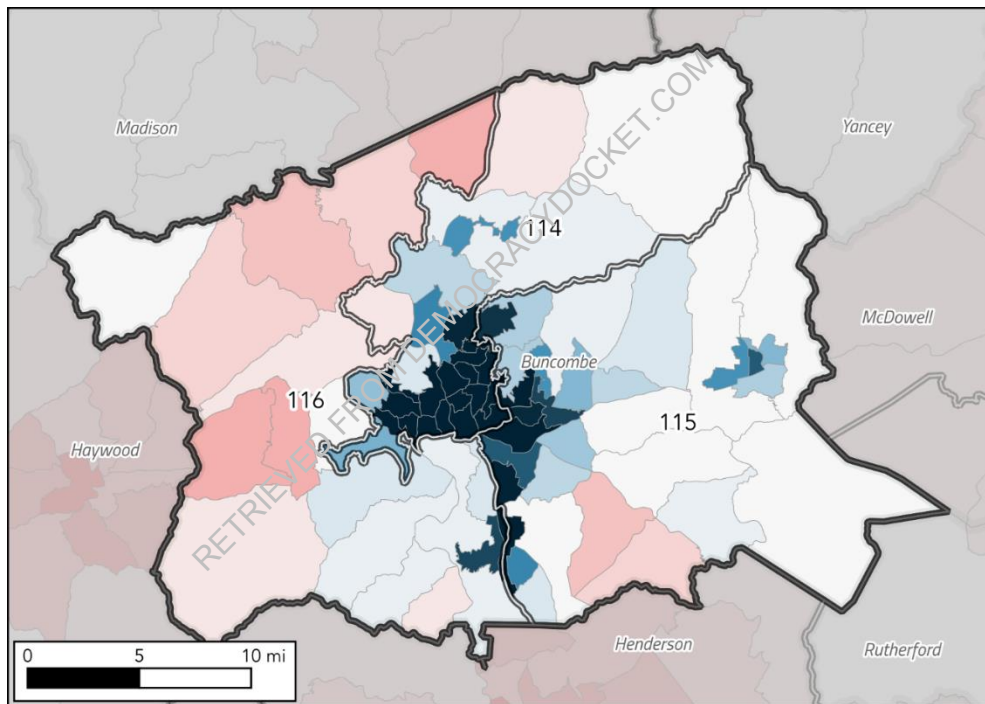 Madison
Yancey
RETRIEVED FROM DEMOCRACYDOCKET.COM
114
McDowell
Buncombe
116
115
Haywood
Henderson
Rutherford
0 5 10 mi